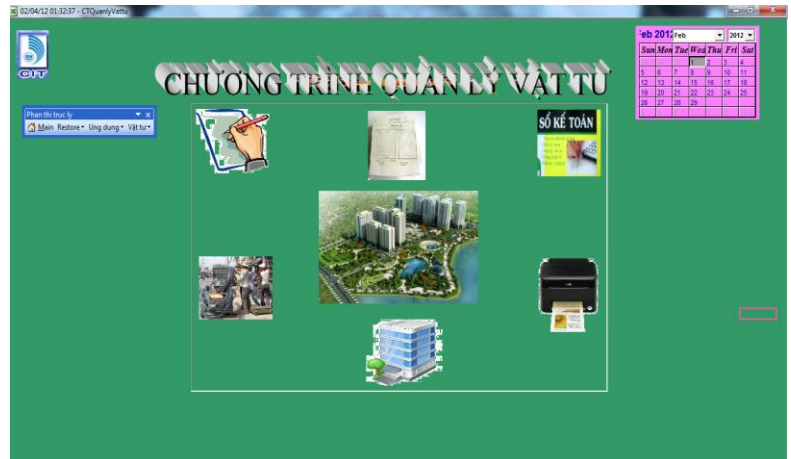 02/04/12 01:32:37 - CTQuanlyVattu
CIT
CHƯƠNG TRÌNH QUẢN LÝ VẬT TƯ
Feb 2012 Feb 2012
Sun Mon Tue Wed Thu Fri Sat
1 2 3 4
5 6 7 8 9 10 11
12 13 14 15 16 17 18
19 20 21 22 23 24 25
26 27 28 29
Phan thi truc ly
Main Restore Ung dung Vật tư
SỔ KẾ TOÁN